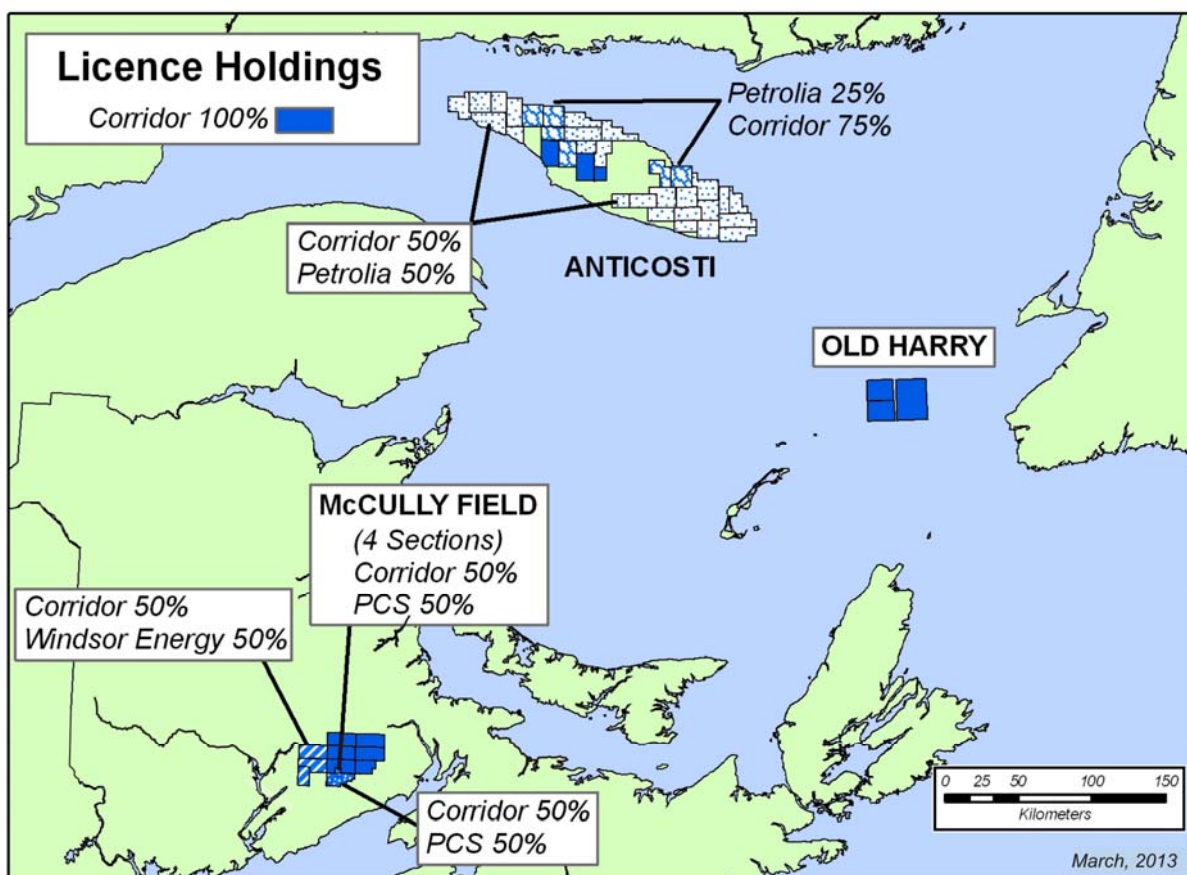 Licence Holdings
Corridor 100%
Petrolia 25%
Corridor 75%
Corridor 50%
Petrolia 50%
ANTICOSTI
OLD HARRY
McCULLY FIELD
(4 Sections)
Corridor 50%
PCS 50%
Corridor 50%
Windsor Energy 50%
Corridor 50%
PCS 50%
0 25 50 100 150
Kilometers
March, 2013